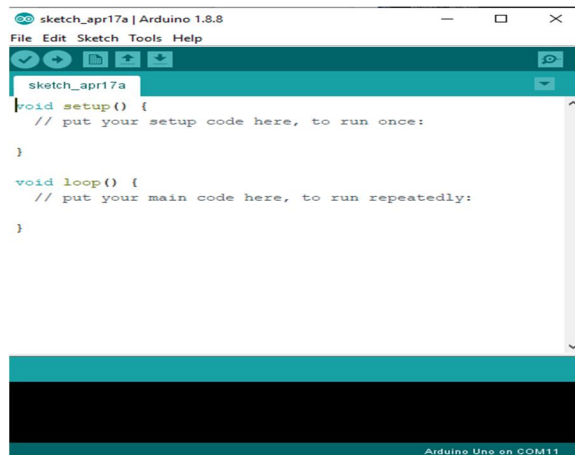 sketch_apr17a | Arduino 1.8.8
File Edit Sketch Tools Help
sketch_apr17a
void setup() {
// put your setup code here, to run once:
}
void loop() {
// put your main code here, to run repeatedly:
}
Arduino Uno on COM11